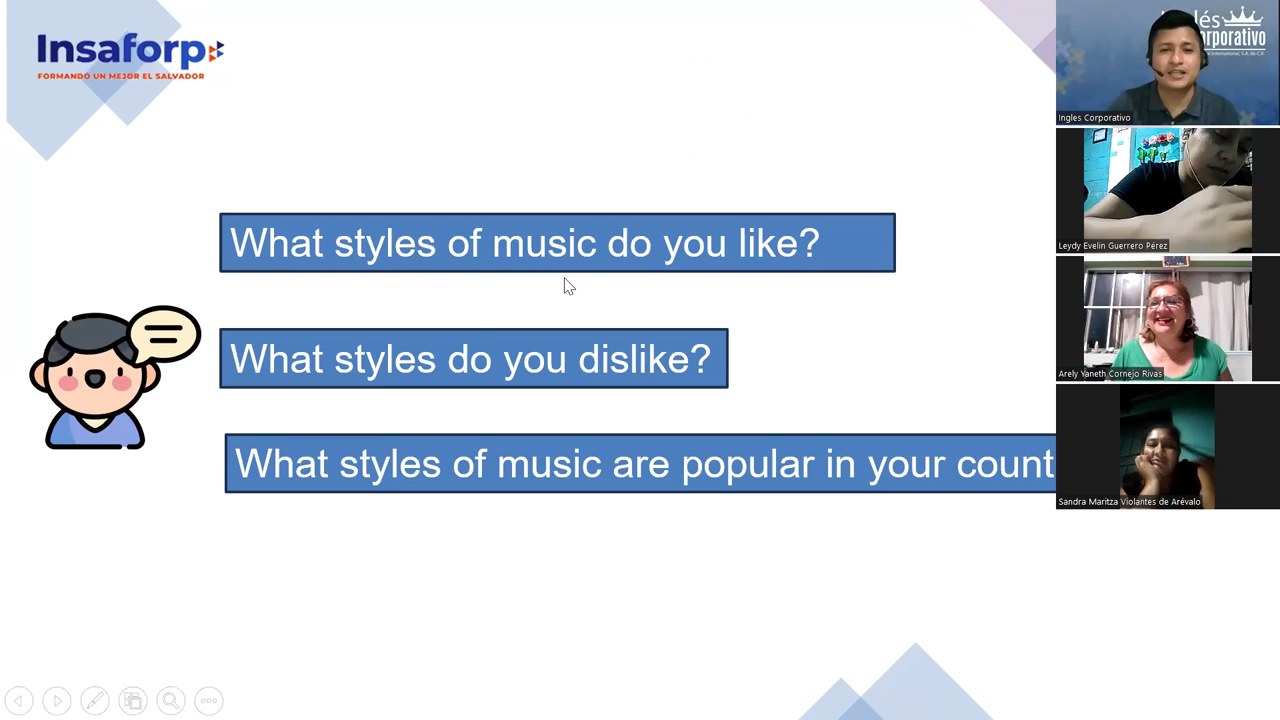 Insaforp
FORMANDO UN MEJOR EL SALVADOR
What styles of music do you like?
What styles do you dislike?
What styles of music are popular in your count
Ingles Corporativo
Leydy Evelin Guerrero Pérez
Arely Yaneth Cornejo Rivas
Sandra Maritza Violantes de Arévalo